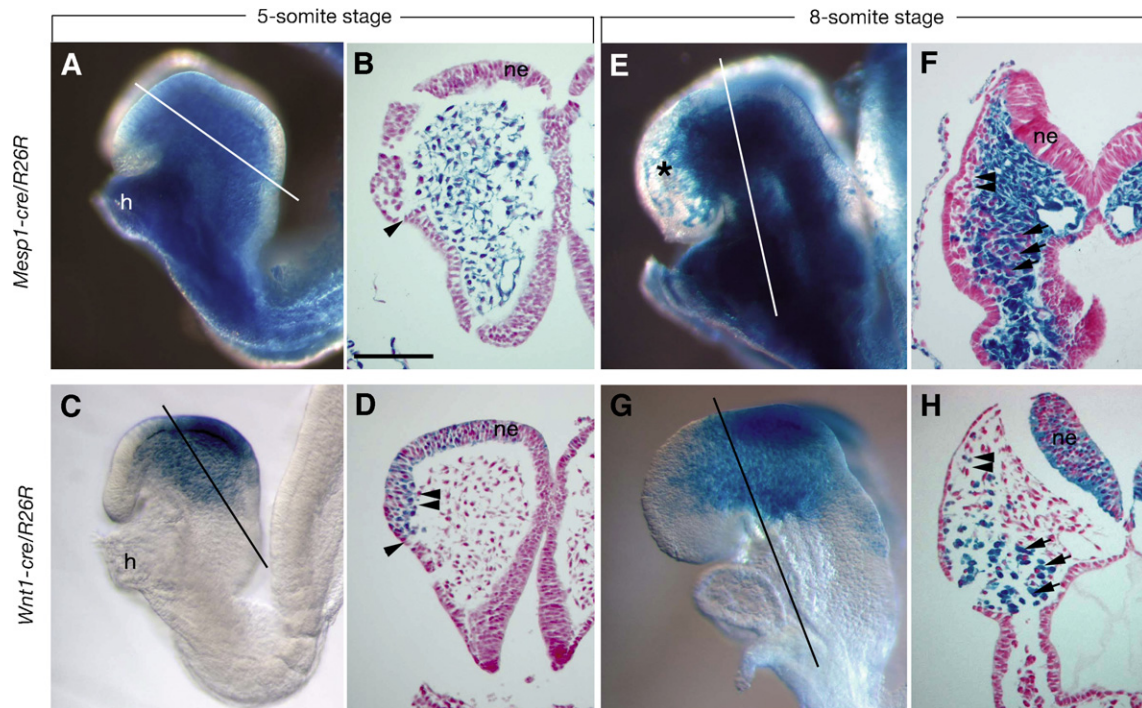 5-somite stage
8-somite stage
Mesp1-cre/R26R
A
h
B
ne
E
*
F
ne
Wnt1-cre/R26R
C
h
D
ne
G
H
ne